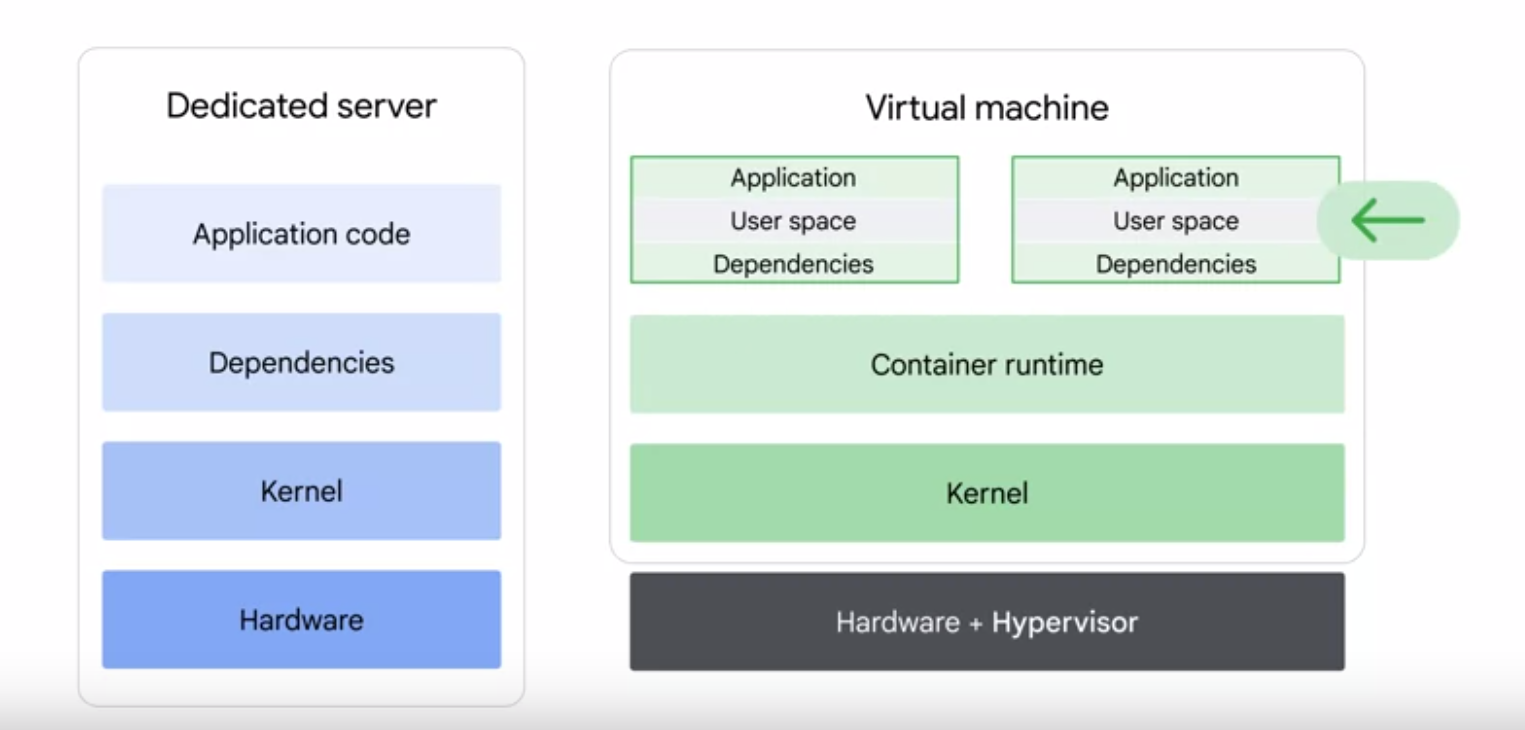 Dedicated server
Application code
Dependencies
Kernel
Hardware
Virtual machine
Application
User space
Dependencies
Application
User space
Dependencies
Container runtime
Kernel
Hardware + Hypervisor